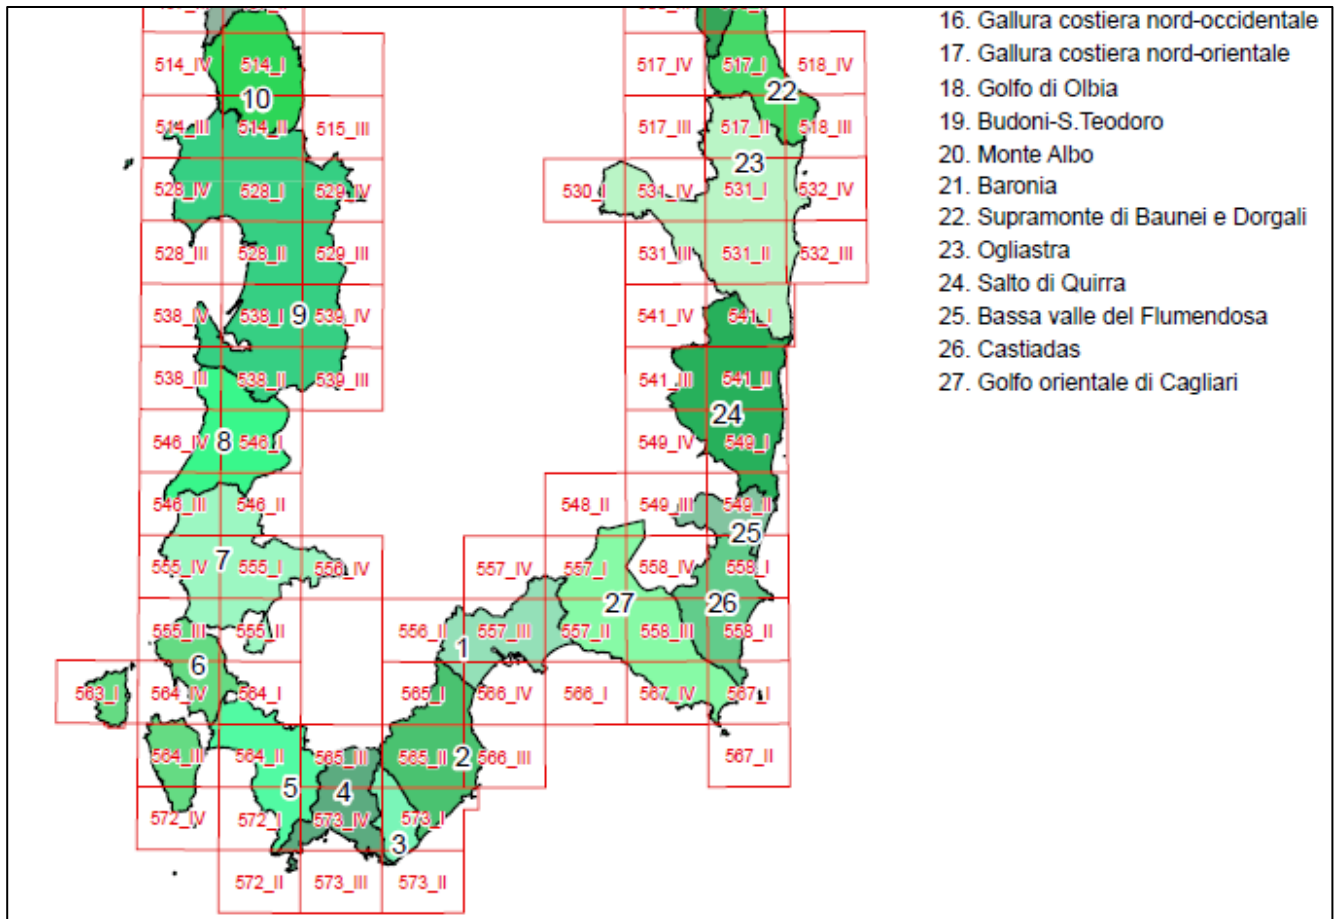 16. Gallura costiera nord-occidentale
17. Gallura costiera nord-orientale
18. Golfo di Olbia
19. Budoni-S.Teodoro
20. Monte Albo
21. Baronia
22. Supramonte di Baunei e Dorgali
23. Ogliastra
24. Salto di Quirra
25. Bassa valle del Flumendosa
26. Castiadas
27. Golfo orientale di Cagliari
514_IV 514_I 517_IV 517_I 518_IV
10 22
514_III 514_II 515_III 517_III 517_II 518_III
23
528_IV 528_I 529_IV 530_I 531_IV 531_I 532_IV
528_III 528_II 529_III 531_III 531_II 532_III
538_IV 538_I 9 539_IV 541_IV 541_I
538_III 538_II 539_III 541_III 541_II
24
546_IV 8 546_I 549_IV 549_I
546_III 546_II 548_II 549_III 549_II
25
7
555_IV 555_I 556_IV 557_IV 557_I 558_IV 558_I
27 26
555_III 555_II 556_II 557_III 557_II 558_III 558_II
1
6
563_I 564_IV 564_I 565_I 566_IV 566_I 567_IV 567_I
564_III 564_II 565_III 565_II 2 566_III 567_II
5 4
572_IV 572_I 573_IV 573_I
3
572_II 573_III 573_II